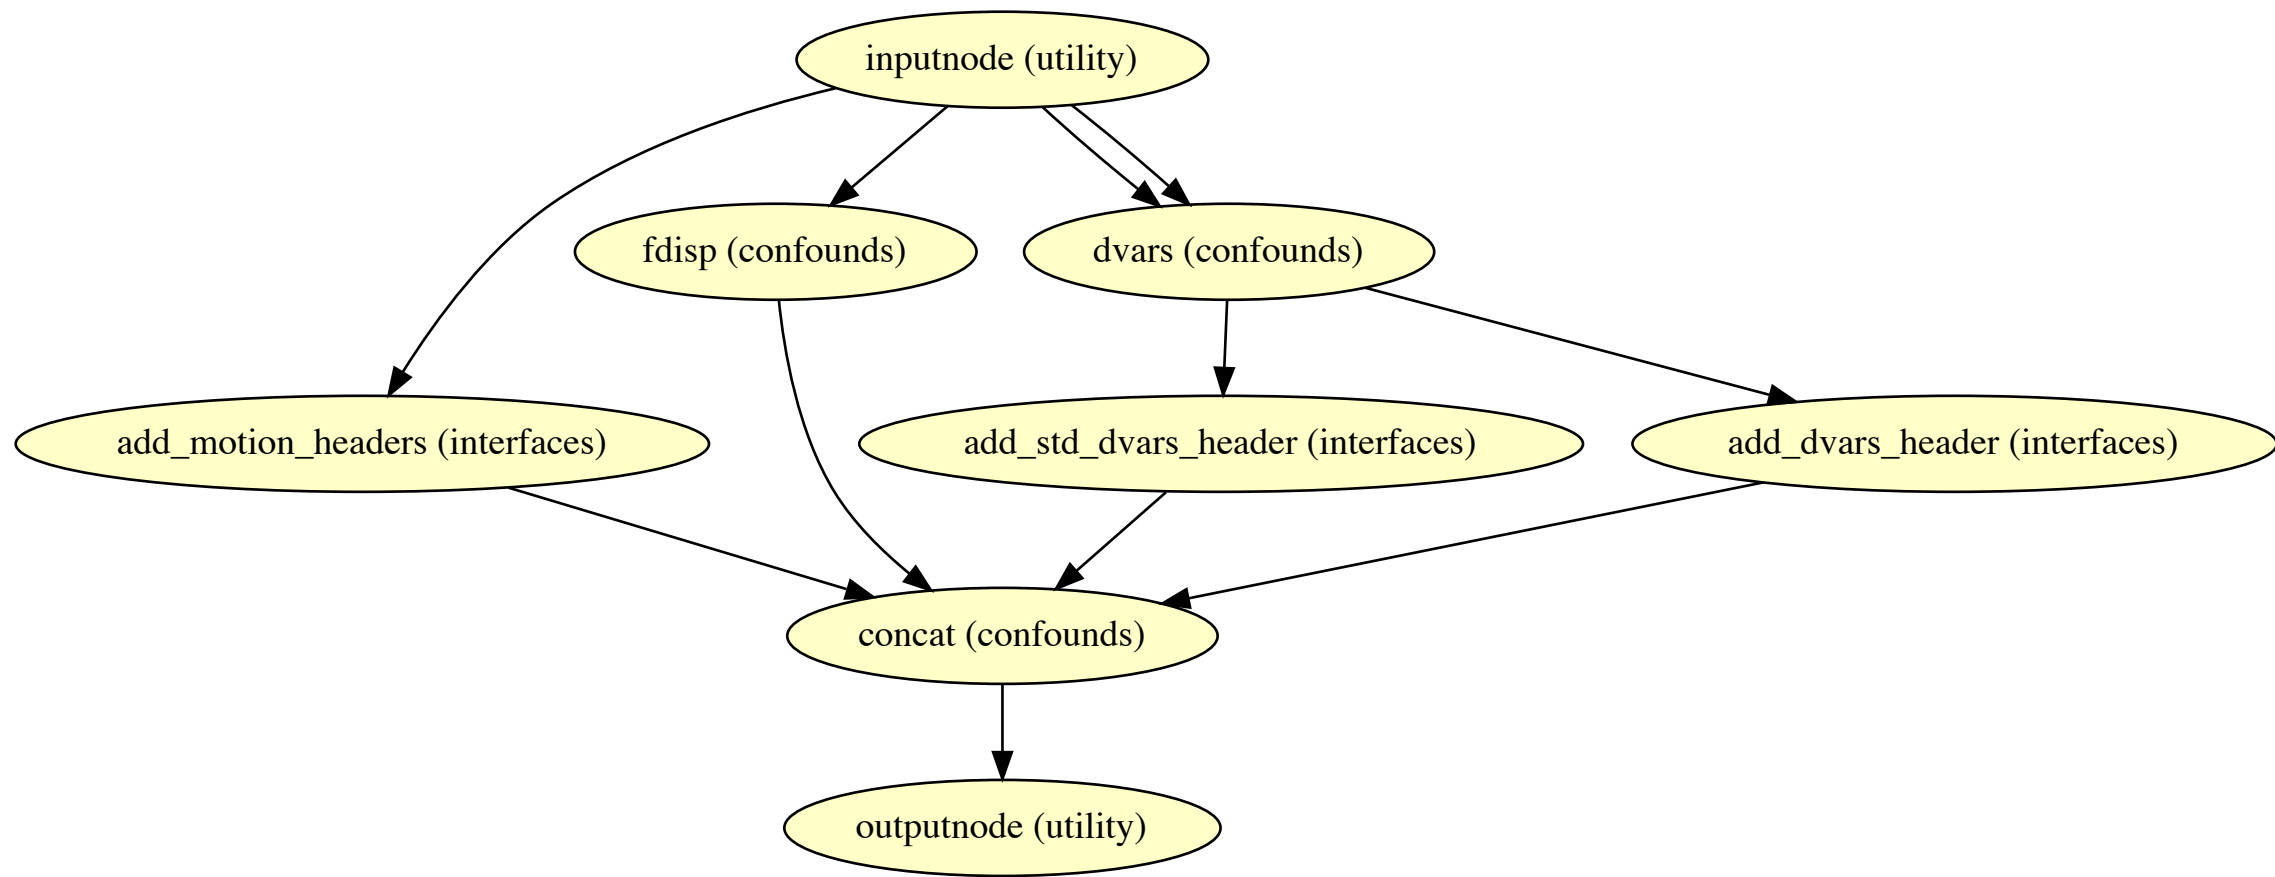 inputnode (utility)
fdisp (confounds)
dvars (confounds)
add_motion_headers (interfaces)
add_std_dvars_header (interfaces)
add_dvars_header (interfaces)
concat (confounds)
outputnode (utility)